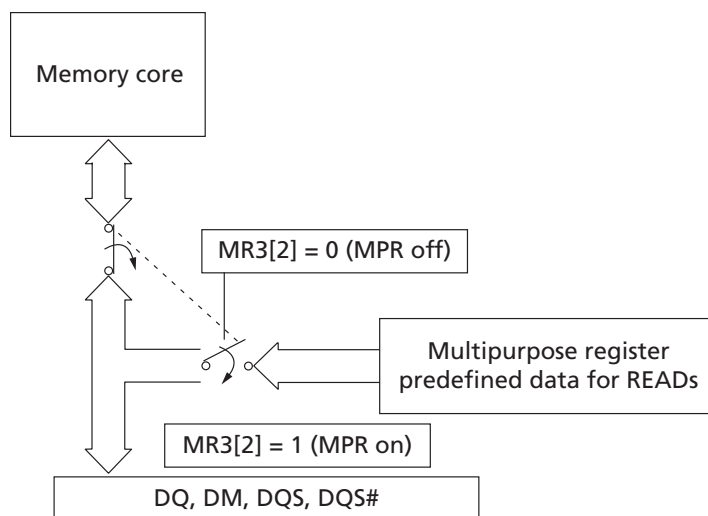 Memory core
MR3[2] = 0 (MPR off)
Multipurpose register
predefined data for READs
MR3[2] = 1 (MPR on)
DQ, DM, DQS, DQS#